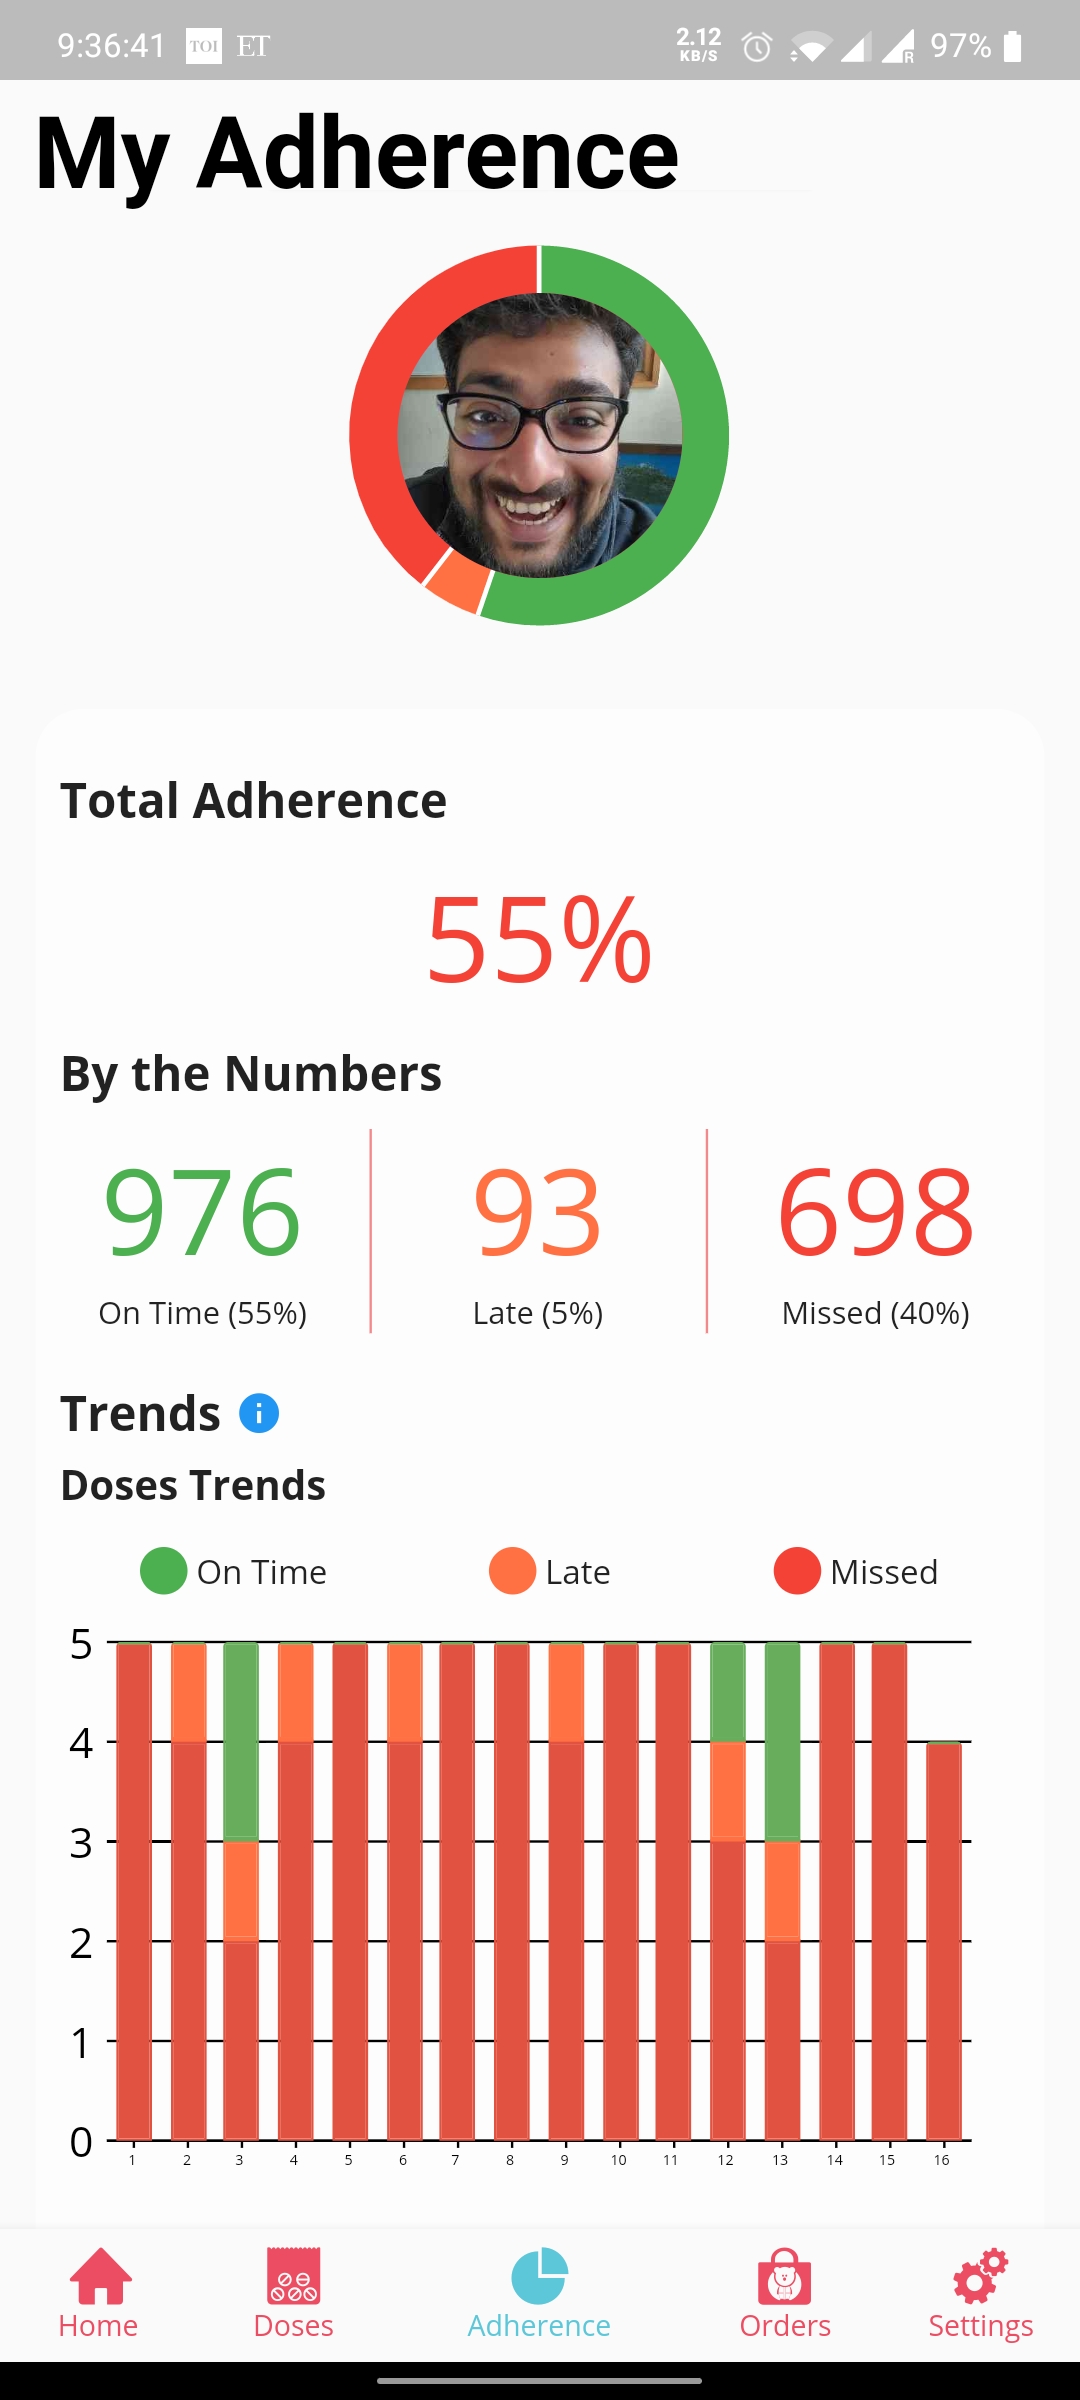 9:36:41 TOI ET 2.12 KB/S R 97%
My Adherence
Total Adherence
55%
By the Numbers
976 93 698
On Time (55%) Late (5%) Missed (40%)
Trends i
Doses Trends
On Time Late Missed
5
4
3
2
1
0
1 2 3 4 5 6 7 8 9 10 11 12 13 14 15 16
Home Doses Adherence Orders Settings